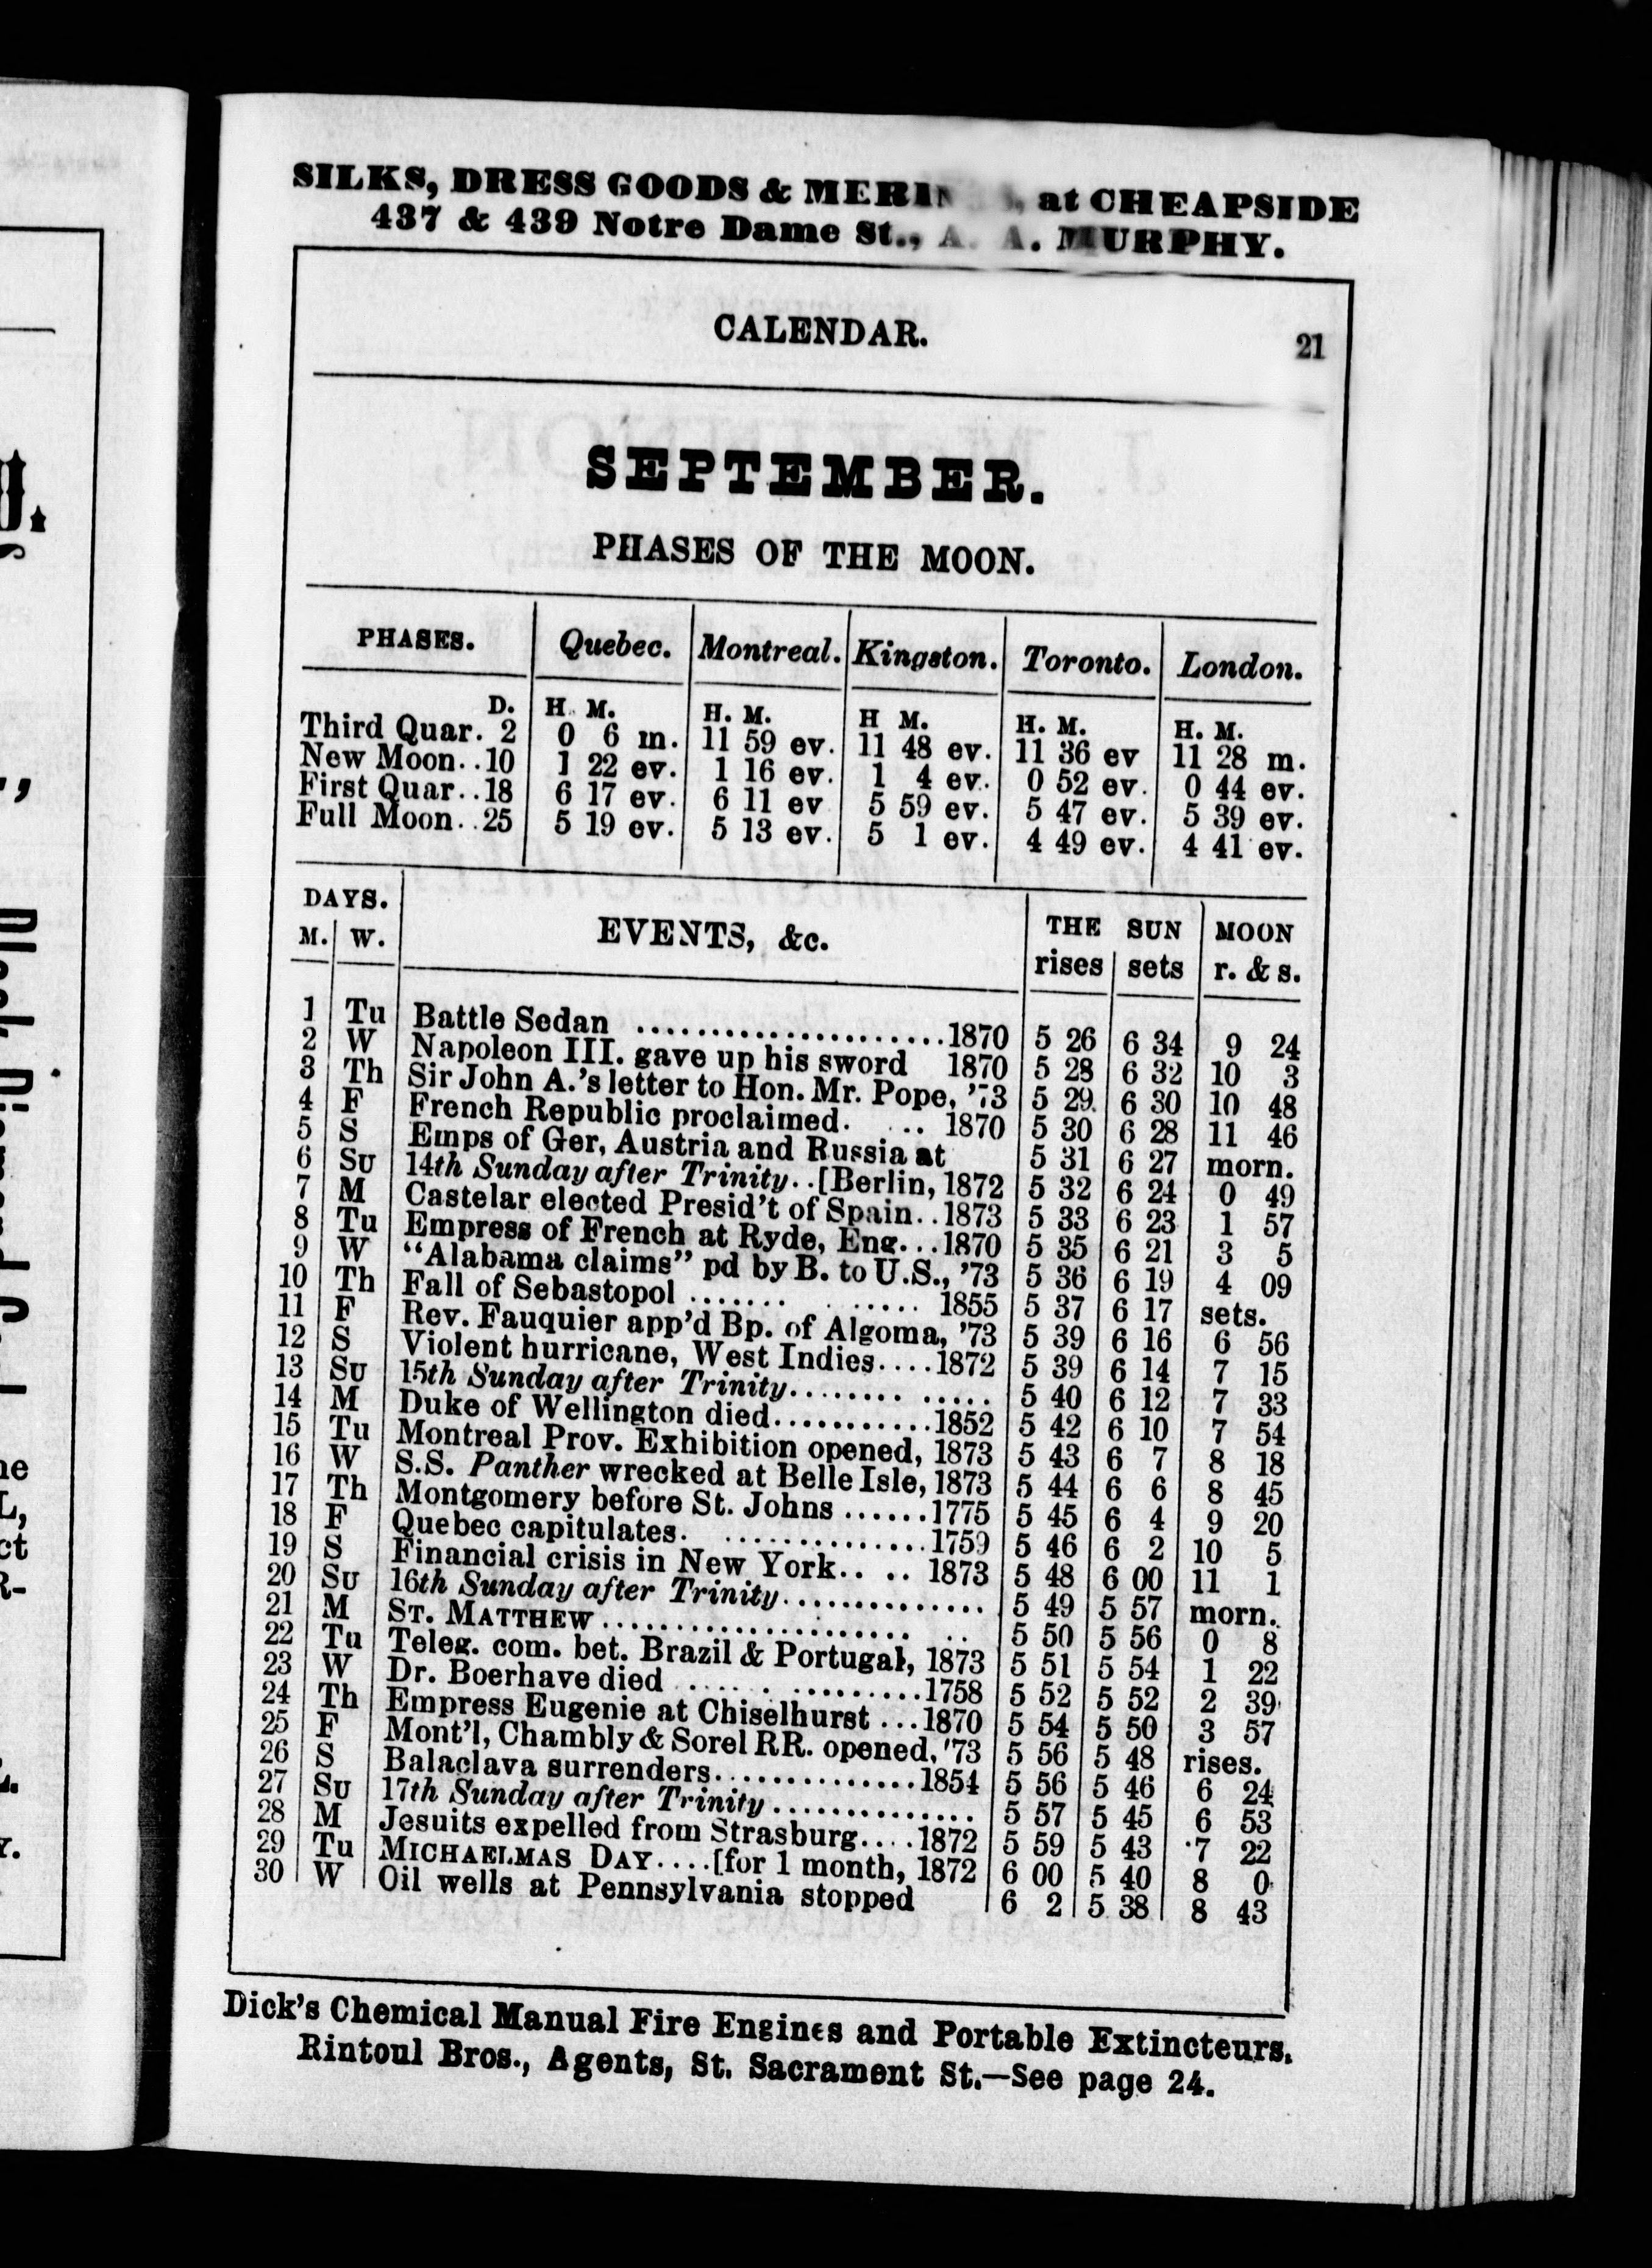 SILKS, DRESS GOODS & at CHEAPSIDE
437 & 439 Notre Dame St., A. A. MURPHY.
CALENDAR. 21
SEPTEMBER.
PHASES OF THE MOON.
PHASES. Quebec. Montreal. Kingston. Toronto. London.
D. H. M. H. M. H M. H. M. H. M.
Third Quar. 2 0 6 m. 11 59 ev. 11 48 ev. 11 36 ev 11 28 m.
New Moon..10 1 22 ev. 1 16 ev. 1 4 ev. 0 52 ev. 0 44 ev.
First Quar..18 6 17 ev. 6 11 ev 5 59 ev. 5 47 ev. 5 39 ev.
Full Moon..25 5 19 ev. 5 13 ev. 5 1 ev. 4 49 ev. 4 41 ev.
DAYS. EVENTS, &c. THE SUN MOON
M. W. rises sets r. & s.
1 Tu Battle Sedan .....................1870 5 26 6 34 9 24
2 W Napoleon III. gave up his sword 1870 5 28 6 32 10 3
3 Th Sir John A.'s letter to Hon. Mr. Pope, '73 5 29 6 30 10 48
4 F French Republic proclaimed. .. 1870 5 30 6 28 11 46
5 S Emps of Ger, Austria and Russia at 5 31 6 27 morn.
6 Su 14th Sunday after Trinity..[Berlin, 1872 5 32 6 24 0 49
7 M Castelar elected Presid't of Spain..1873 5 33 6 23 1 57
8 Tu Empress of French at Ryde, Eng...1870 5 35 6 21 3 5
9 W "Alabama claims" pd by B. to U.S., '73 5 36 6 19 4 09
10 Th Fall of Sebastopol ....... . ...... 1855 5 37 6 17 sets.
11 F Rev. Fauquier app'd Bp. of Algoma, '73 5 39 6 16 6 56
12 S Violent hurricane, West Indies....1872 5 39 6 14 7 15
13 Su 15th Sunday after Trinity........ ..... 5 40 6 12 7 33
14 M Duke of Wellington died...........1852 5 42 6 10 7 54
15 Tu Montreal Prov. Exhibition opened, 1873 5 43 6 7 8 18
16 W S.S. Panther wrecked at Belle Isle, 1873 5 44 6 6 8 45
17 Th Montgomery before St. Johns ......1775 5 45 6 4 9 20
18 F Quebec capitulates. ..............1759 5 46 6 2 10 5
19 S Financial crisis in New York.. .. 1873 5 48 6 00 11 1
20 Su 16th Sunday after Trinity.............. 5 49 5 57 morn.
21 M ST. MATTHEW...................... .. 5 50 5 56 0 8
22 Tu Teleg. com. bet. Brazil & Portugal, 1873 5 51 5 54 1 22
23 W Dr. Boerhave died ...... .........1758 5 52 5 52 2 39
24 Th Empress Eugenie at Chiselhurst ...1870 5 54 5 50 3 57
25 F Mont'l, Chambly & Sorel RR. opened, '73 5 56 5 48 rises.
26 S Balaclava surrenders..............1854 5 56 5 46 6 24
27 Su 17th Sunday after Trinity.............. 5 57 5 45 6 53
28 M Jesuits expelled from Strasburg....1872 5 59 5 43 7 22
29 Tu MICHAELMAS DAY....[for 1 month, 1872 6 00 5 40 8 0
30 W Oil wells at Pennsylvania stopped 6 2 5 38 8 43
Dick's Chemical Manual Fire Engines and Portable Extincteurs.
Rintoul Bros., Agents, St. Sacrament St.—See page 24.